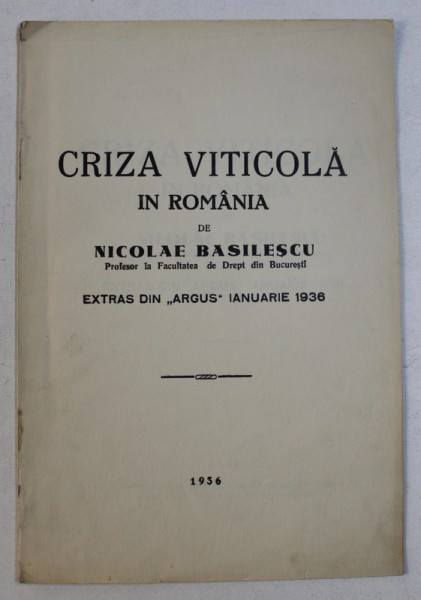 CRIZA VITICOLĂ
IN ROMÂNIA
DE
NICOLAE BASILESCU
Profesor la Facultatea de Drept din București
EXTRAS DIN „ARGUS“ IANUARIE 1936
1936